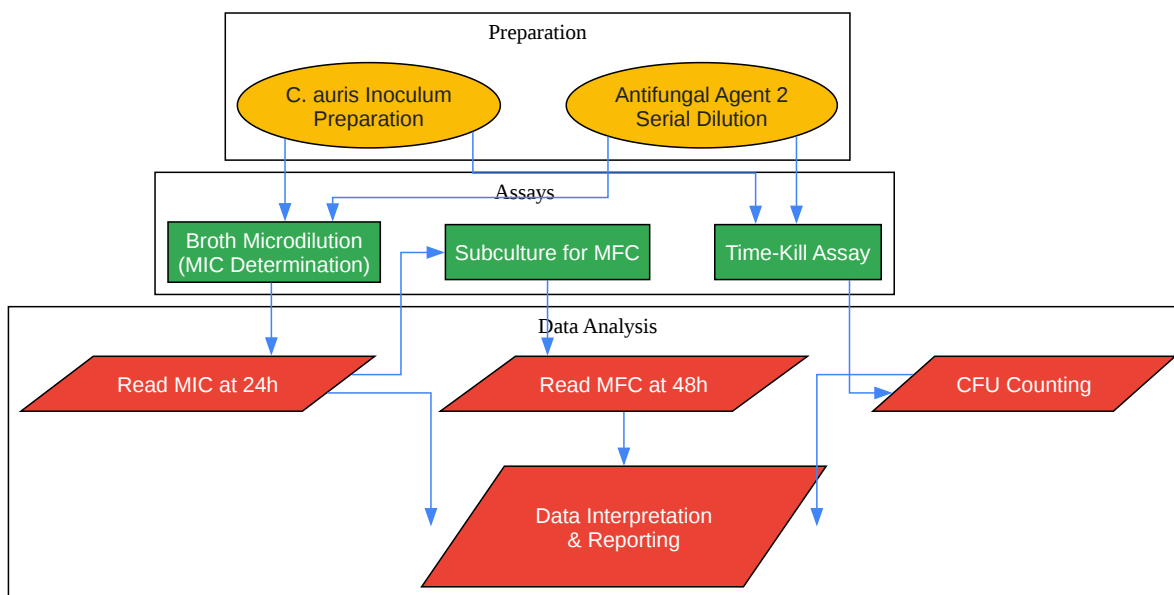 Preparation
C. auris Inoculum
Preparation
Antifungal Agent 2
Serial Dilution
Assays
Broth Microdilution
(MIC Determination)
Subculture for MFC
Time-Kill Assay
Data Analysis
Read MIC at 24h
Read MFC at 48h
CFU Counting
Data Interpretation
& Reporting